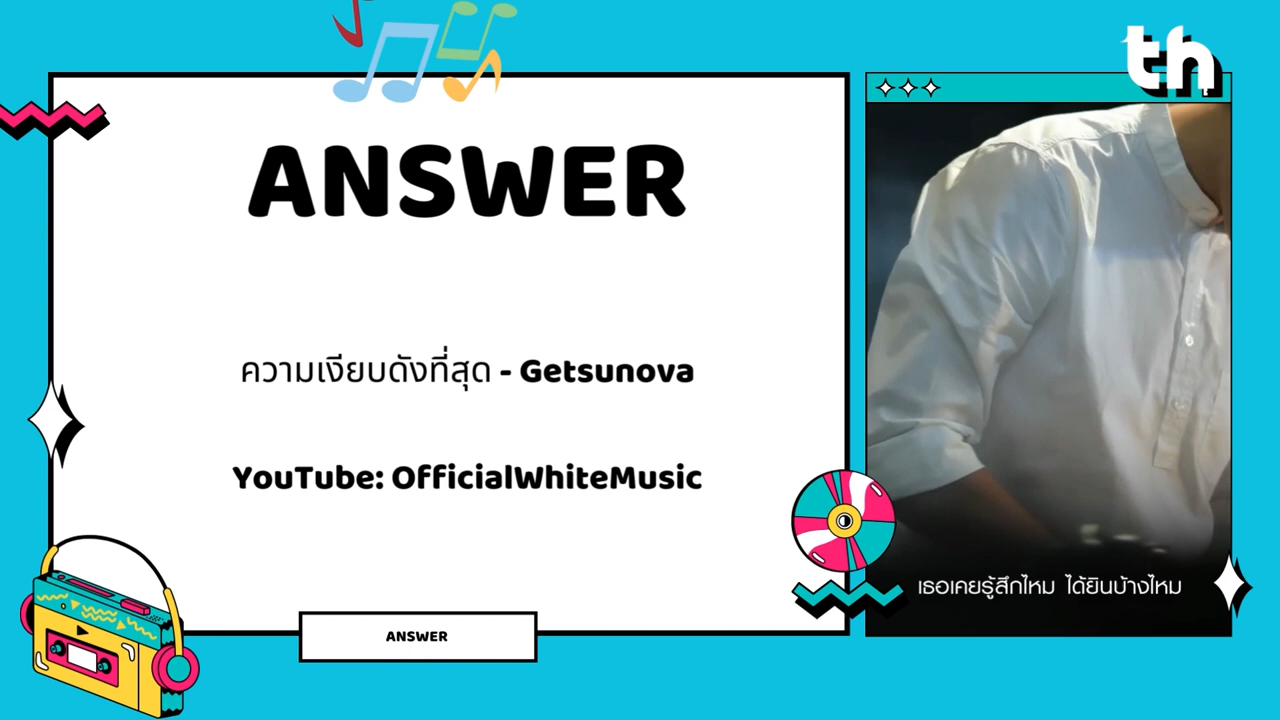 th
ANSWER
ความเงียบดังที่สุด - Getsunova
YouTube: OfficialWhiteMusic
เธอเคยรู้สึกไหม ได้ยินบ้างไหม
ANSWER